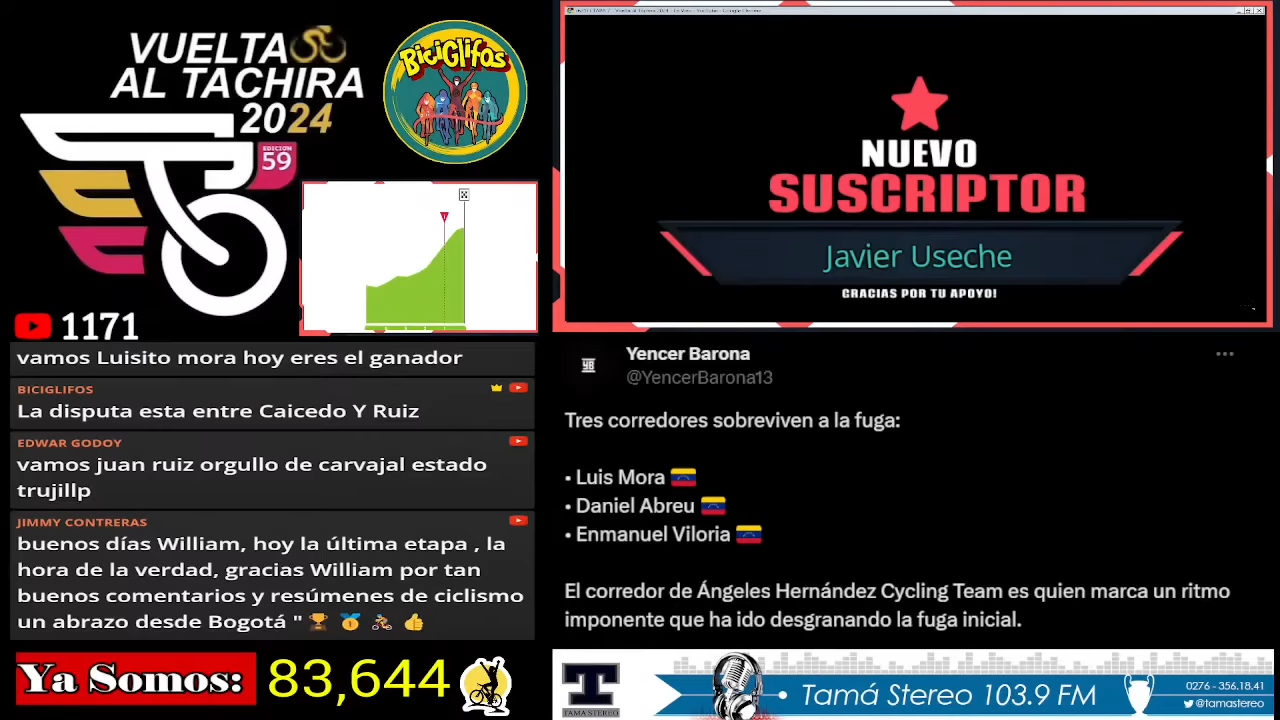 VUELTA
AL TACHIRA
2024
EDICION
59
BiciGlifos
1171
vamos Luisito mora hoy eres el ganador
BICIGLIFOS
La disputa esta entre Caicedo Y Ruiz
EDWAR GODOY
vamos juan ruiz orgullo de carvajal estado
trujillp
JIMMY CONTRERAS
buenos días William, hoy la última etapa , la
hora de la verdad, gracias William por tan
buenos comentarios y resúmenes de ciclismo
un abrazo desde Bogotá " 🏆 🥇 🚴 👍
Ya Somos: 83,644
NUEVO
SUSCRIPTOR
Javier Useche
GRACIAS POR TU APOYO!
YB
Yencer Barona
@YencerBarona13
Tres corredores sobreviven a la fuga:
• Luis Mora 🇻🇪
• Daniel Abreu 🇻🇪
• Enmanuel Viloria 🇻🇪
El corredor de Ángeles Hernández Cycling Team es quien marca un ritmo
imponente que ha ido desgranando la fuga inicial.
T
TAMA STEREO
Tamá Stereo 103.9 FM
0276 - 356.18.41
@tamastereo